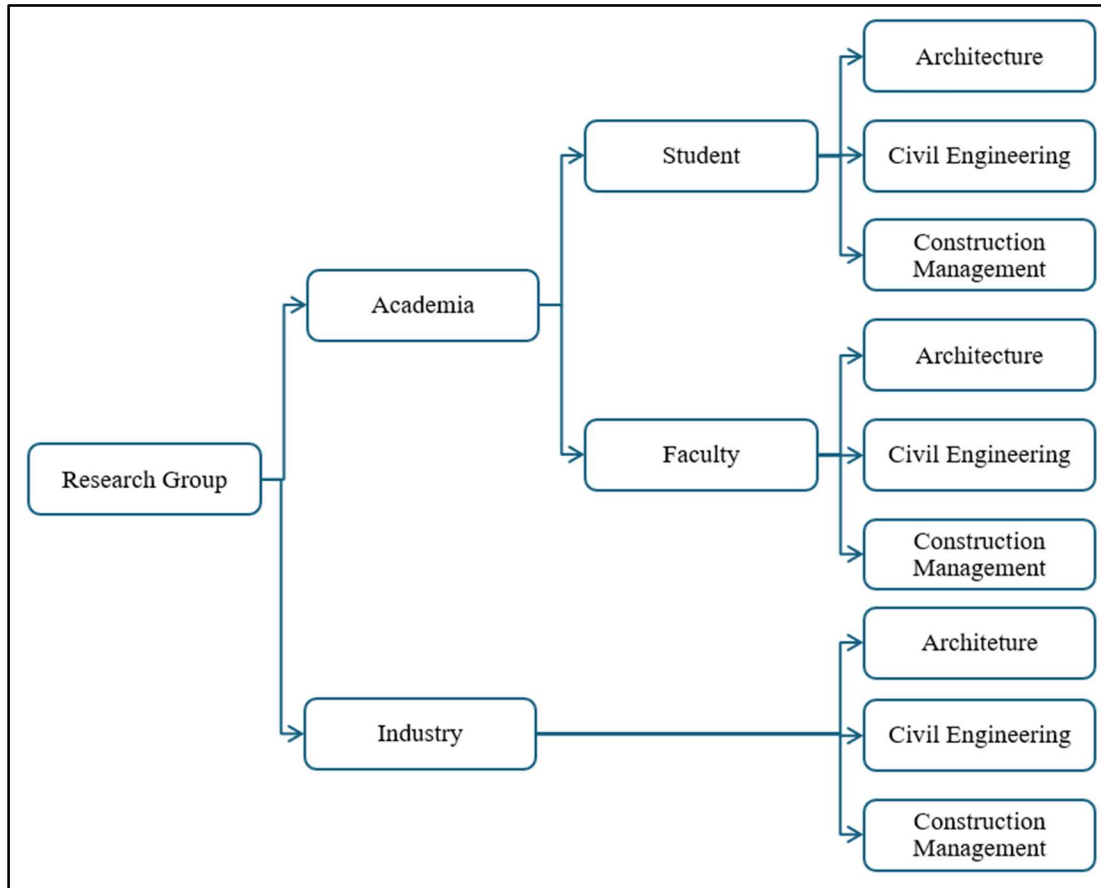 Architecture
Student
Civil Engineering
Construction
Management
Academia
Architecture
Faculty
Civil Engineering
Research Group
Construction
Management
Architeture
Industry
Civil Engineering
Construction
Management